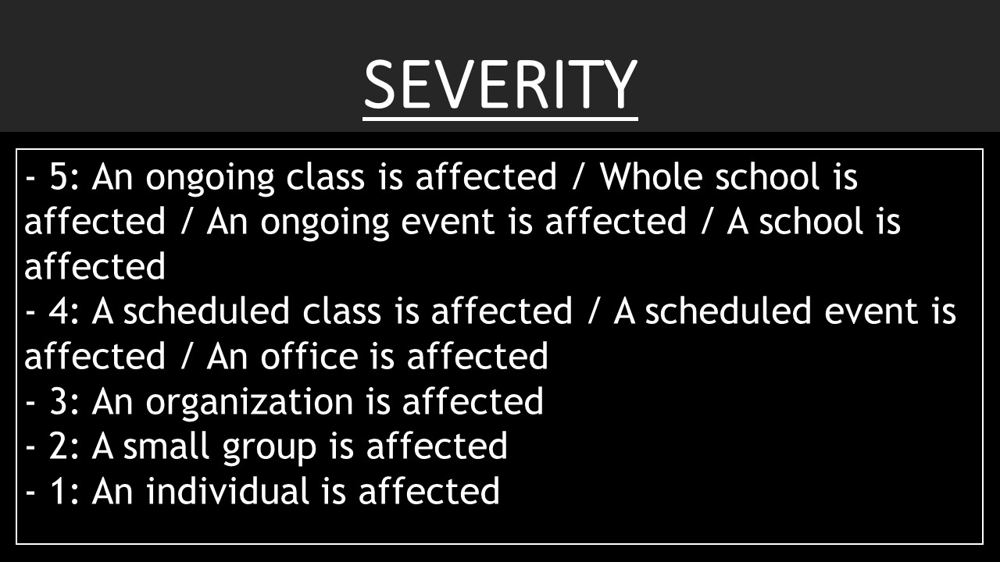 SEVERITY
- 5: An ongoing class is affected / Whole school is
affected / An ongoing event is affected / A school is
affected
- 4: A scheduled class is affected / A scheduled event is
affected / An office is affected
- 3: An organization is affected
- 2: A small group is affected
- 1: An individual is affected